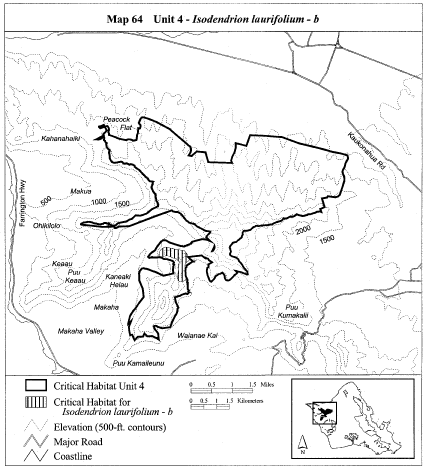 Map 64 Unit 4 - Isodendrion laurifolium - b
Peacock
Flat
Kahanahaiki
Kaukonahua Rd
Farrington Hwy
Makua
500
1000
1500
Ohikilolo
2000
1500
Keaau
Puu
Keaau
Kaneaki
Heiau
Makaha
Puu
Kumakalii
Makaha Valley
Waianae Kai
Puu Kamaileunu
Critical Habitat Unit 4
Critical Habitat for
Isodendrion laurifolium - b
Elevation (500-ft. contours)
Major Road
Coastline
0 0.5 1 1.5 Miles
0 0.5 1 1.5 Kilometers
N